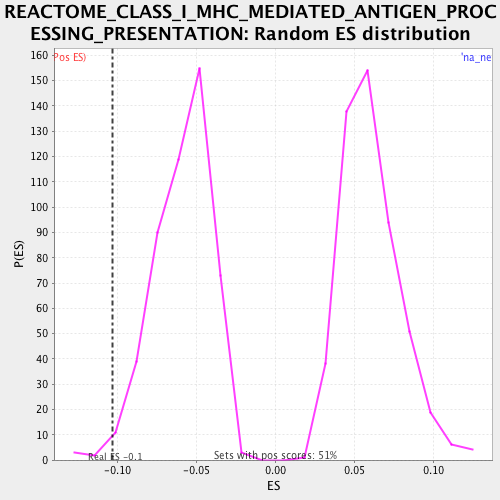 REACTOME_CLASS_I_MHC_MEDIATED_ANTIGEN_PROC
ESSING_PRESENTATION: Random ES distribution
Pos ES)
'na_ne
160
150
140
130
120
110
100
90
80
70
60
50
40
30
20
10
0
P(ES)
Real ES -0.1
Sets with pos scores: 51%
-0.10
-0.05
0.00
0.05
0.10
ES